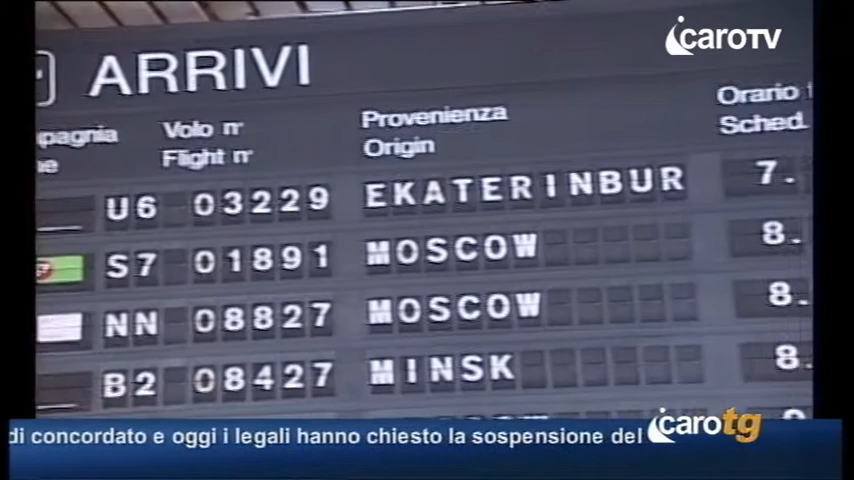 icaroTV
ARRIVI
Volo n°
Flight n°
Provenienza
Origin
Orario
Sched.
U6 03229 EKATERINBUR 7.
S7 01891 MOSCOW 8.
NN 08827 MOSCOW 8.
B2 08427 MINSK 8.
di concordato e oggi i legali hanno chiesto la sospensione del
icarotg